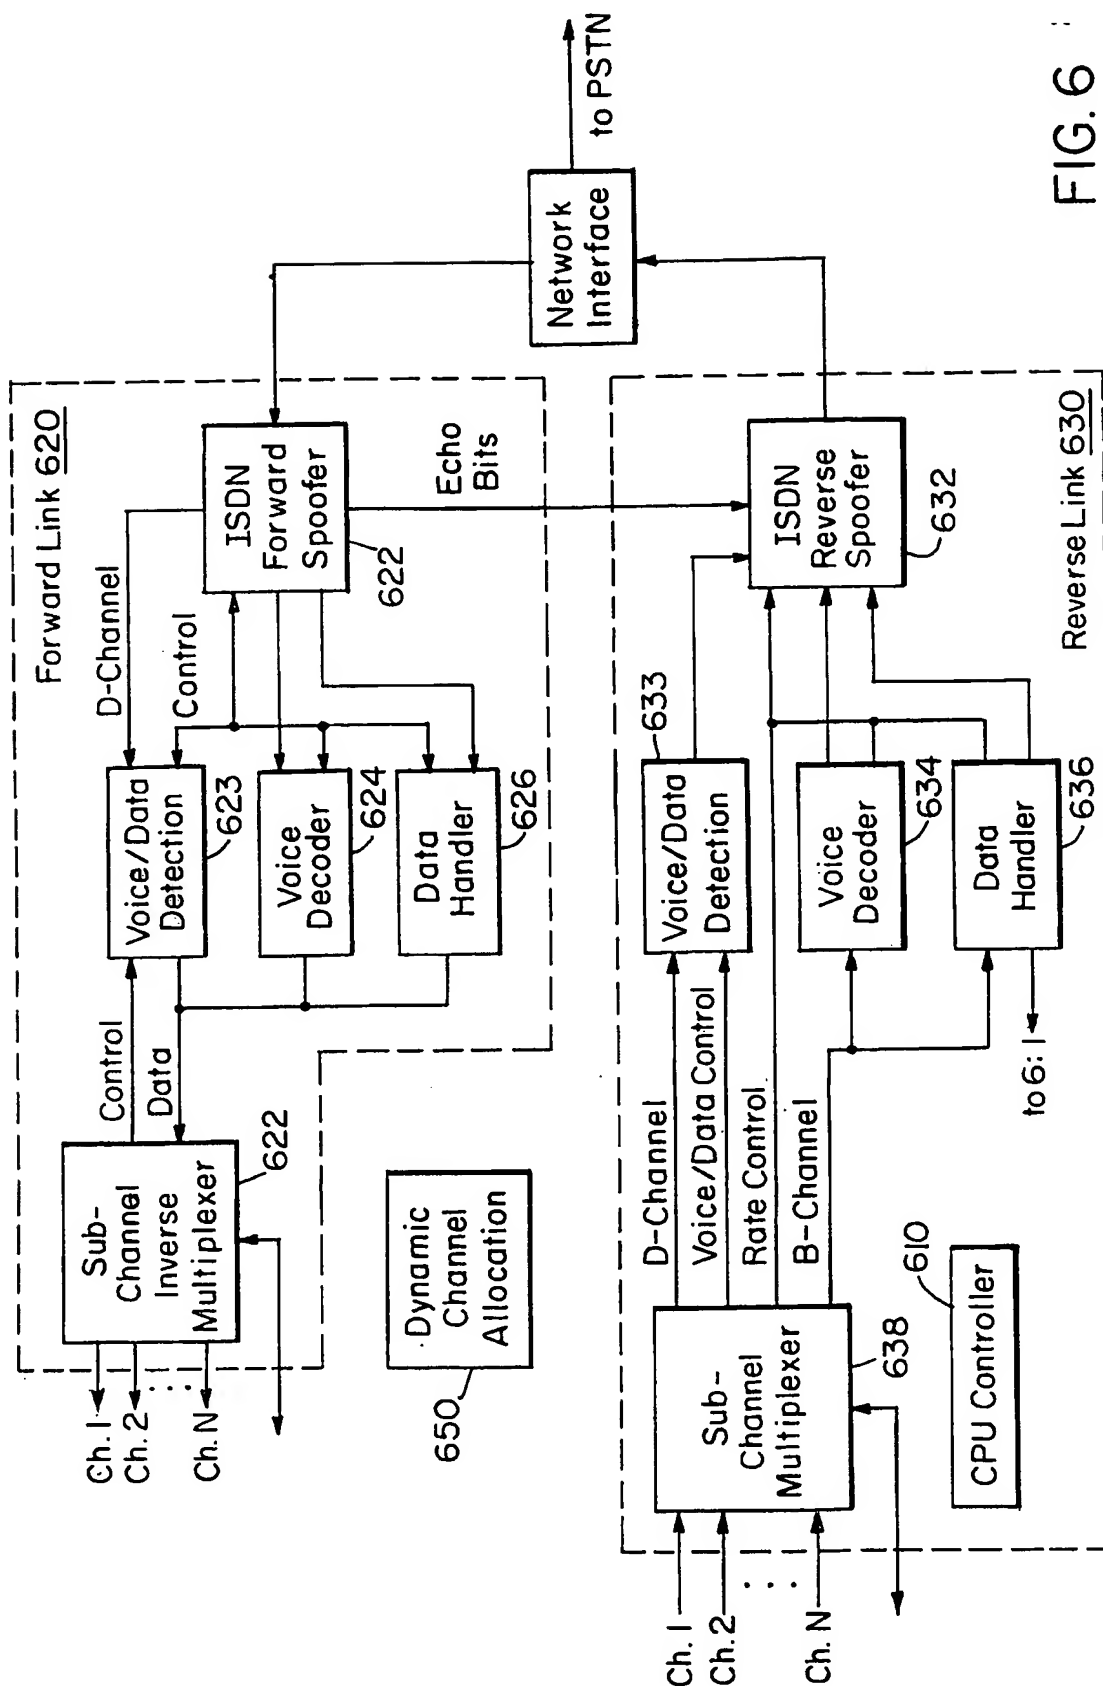 Forward Link 620
Sub-
Channel
Inverse
Multiplexer
622
Ch. 1
Ch. 2
...
Ch. N
Control
Data
Voice/Data
Detection
623
Voice
Decoder
624
Data
Handler
626
D-Channel
Control
ISDN
Forward
Spoofer
622
Echo
Bits
Network
Interface
to PSTN
Dynamic
Channel
Allocation
650
Reverse Link 630
Ch. 1
Ch. 2
...
Ch. N
Sub-
Channel
Multiplexer
638
D-Channel
Voice/Data Control
Rate Control
B-Channel
Voice/Data
Detection
633
Voice
Decoder
634
Data
Handler
636
to 6: 1
ISDN
Reverse
Spoofer
632
CPU Controller
610
FIG. 6